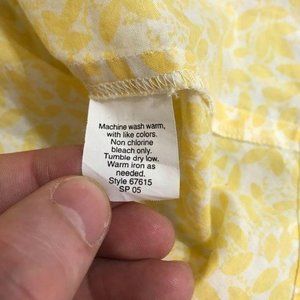 Machine wash warm,
with like colors.
Non chlorine
bleach only.
Tumble dry low.
Warm iron as
needed.
Style 67615
SP 05